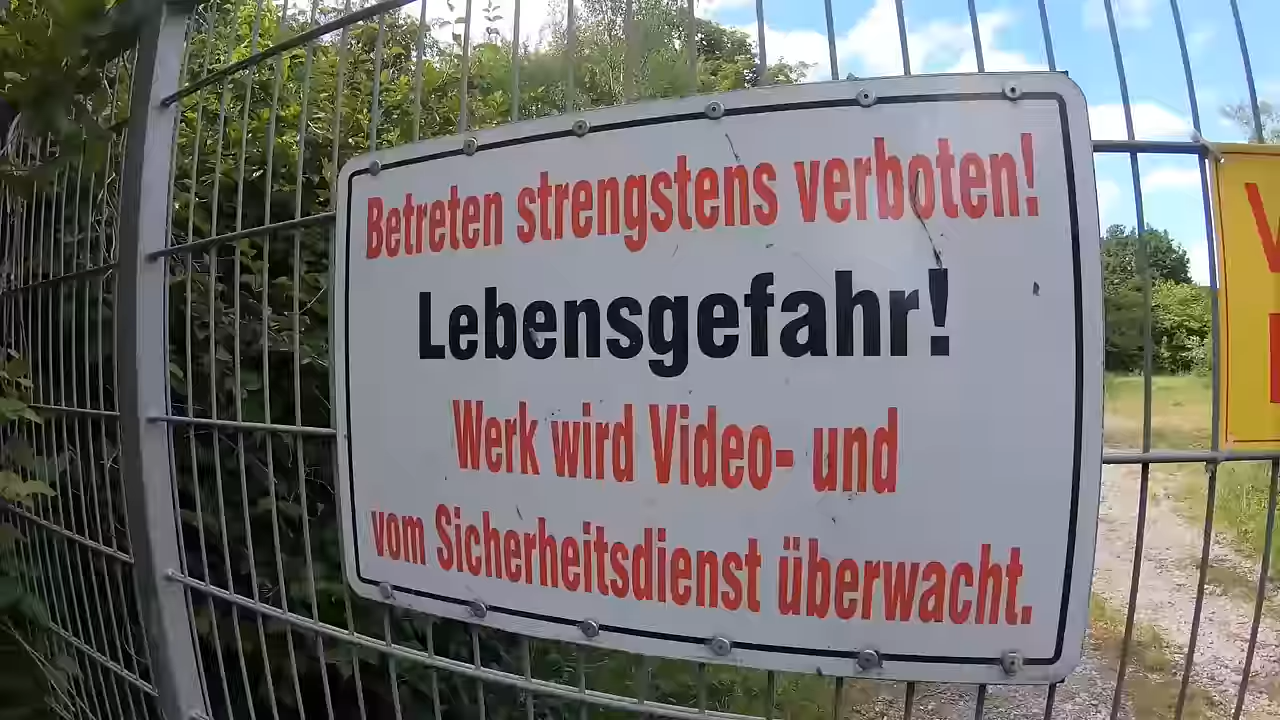 Betreten strengstens verboten!
Lebensgefahr!
Werk wird Video- und
vom Sicherheitsdienst überwacht.